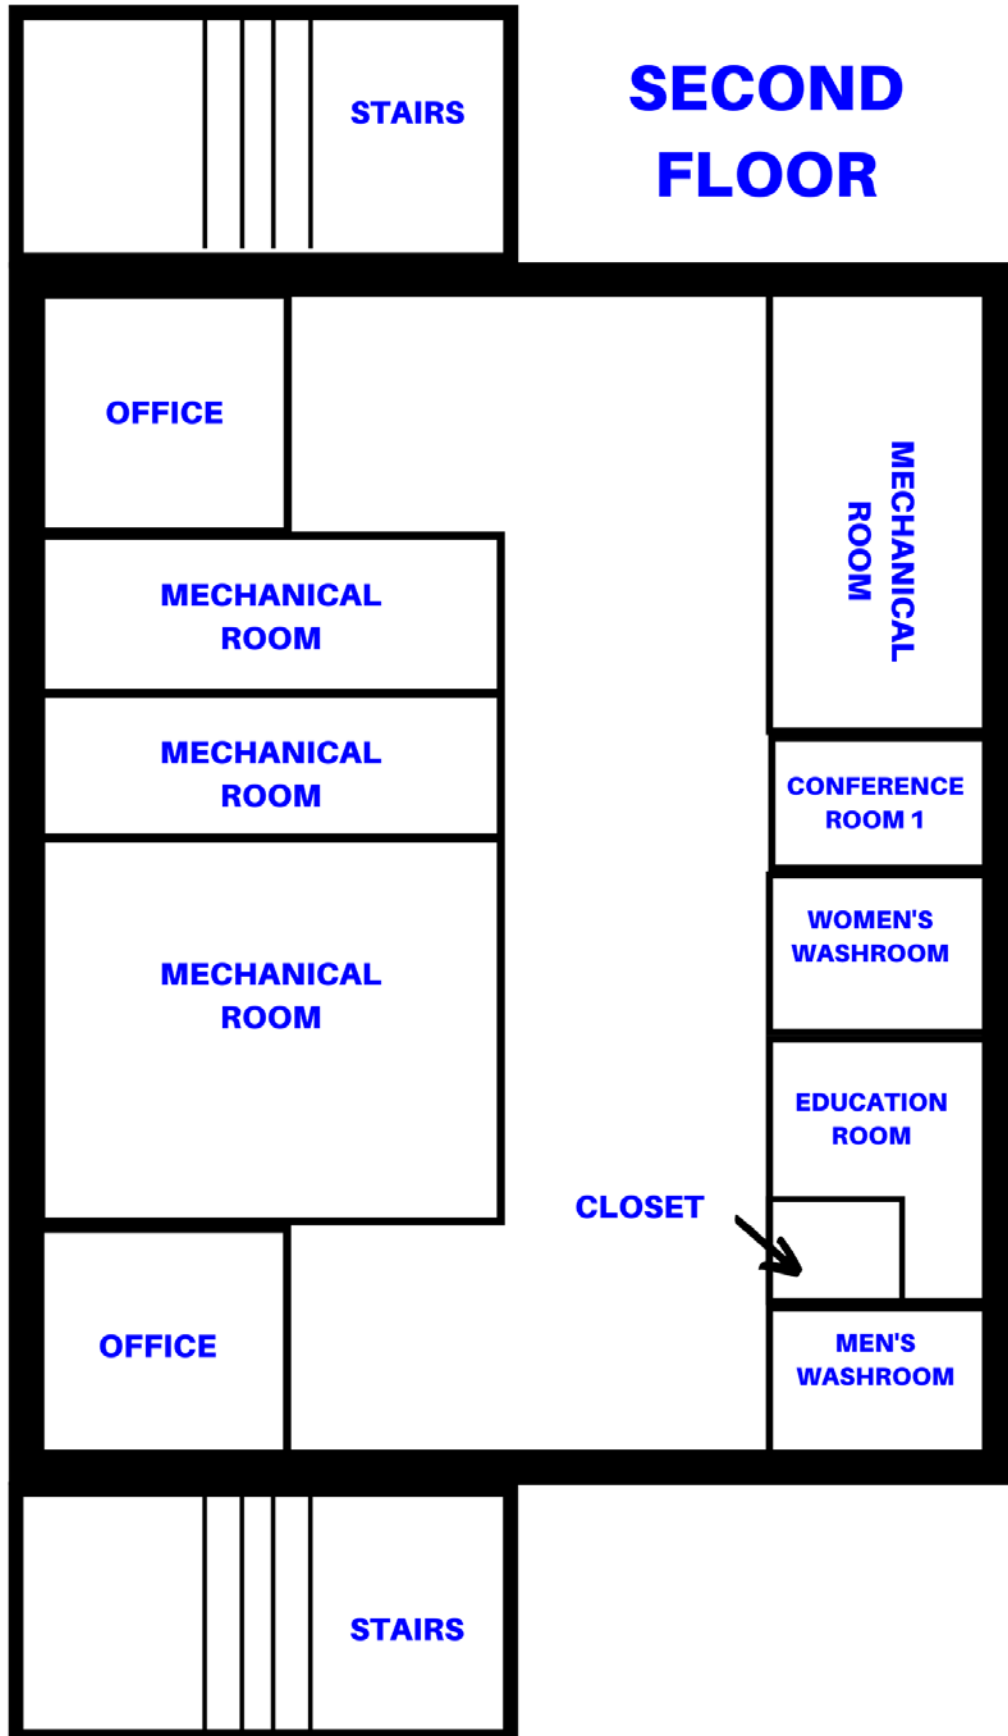 STAIRS
SECOND
FLOOR
OFFICE
MECHANICAL
ROOM
MECHANICAL
ROOM
MECHANICAL
ROOM
CONFERENCE
ROOM 1
WOMEN'S
WASHROOM
MECHANICAL
ROOM
EDUCATION
ROOM
CLOSET
OFFICE
MEN'S
WASHROOM
STAIRS